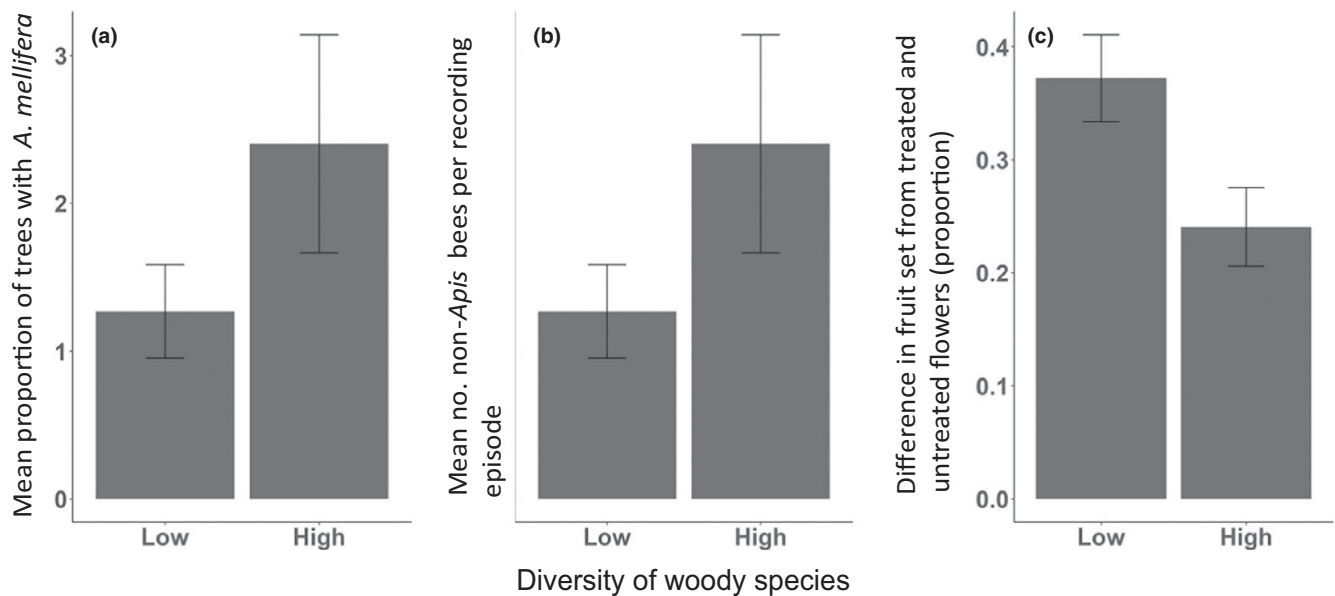 (a)
Mean proportion of trees with A. mellifera
3
2
1
0
Low High
(b)
Mean no. non-Apis bees per recording
episode
Low High
(c)
Difference in fruit set from treated and
untreated flowers (proportion)
0.4
0.3
0.2
0.1
0.0
Low High
Diversity of woody species